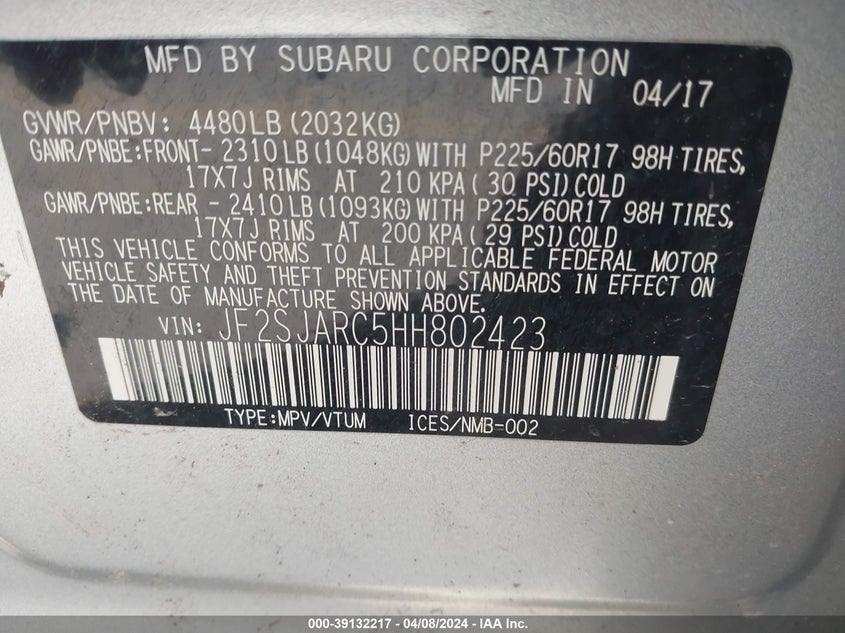 MFD BY SUBARU CORPORATION
MFD IN 04/17
GVWR/PNBV: 4480LB(2032KG)
GAWR/PNBE:FRONT- 2310LB(1048KG)WITH P225/60R17 98H TIRES,
17X7J RIMS AT 210 KPA(30 PSI)COLD
GAWR/PNBE:REAR - 2410LB(1093KG)WITH P225/60R17 98H TIRES,
17X7J RIMS AT 200 KPA(29 PSI)COLD
THIS VEHICLE CONFORMS TO ALL APPLICABLE FEDERAL MOTOR
VEHICLE SAFETY AND THEFT PREVENTION STANDARDS IN EFFECT ON
THE DATE OF MANUFACTURE SHOWN ABOVE.
VIN: JF2SJARC5HH802423
TYPE:MPV/VTUM ICES/NMB-002
000-39132217 - 04/08/2024 - IAA Inc.